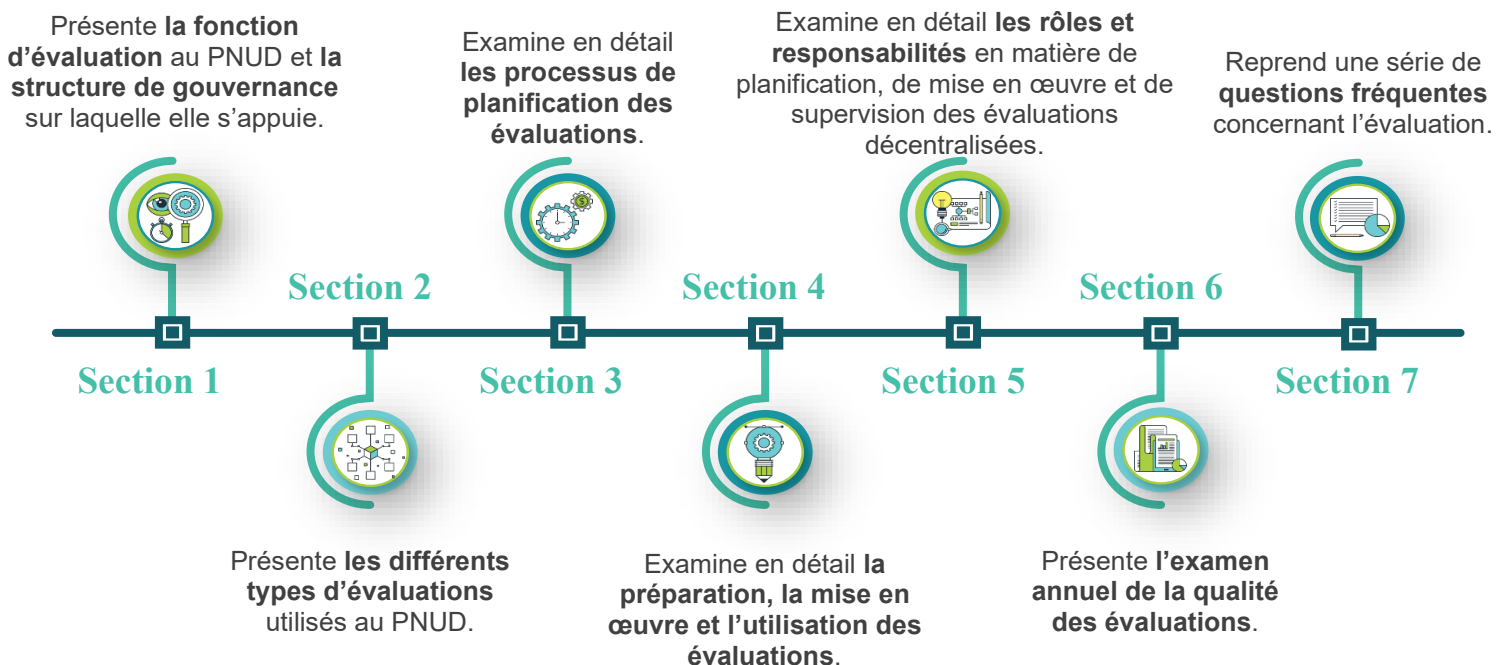 Présente la fonction
d’évaluation au PNUD et la
structure de gouvernance
sur laquelle elle s’appuie.
Section 1
Section 2
Présente les différents
types d’évaluations
utilisés au PNUD.
Examine en détail
les processus de
planification des
évaluations.
Section 3
Section 4
Examine en détail la
préparation, la mise en
œuvre et l’utilisation des
évaluations.
Examine en détail les rôles et
responsabilités en matière de
planification, de mise en œuvre et de
supervision des évaluations
décentralisées.
Section 5
Section 6
Présente l’examen
annuel de la qualité
des évaluations.
Reprend une série de
questions fréquentes
concernant l’évaluation.
Section 7